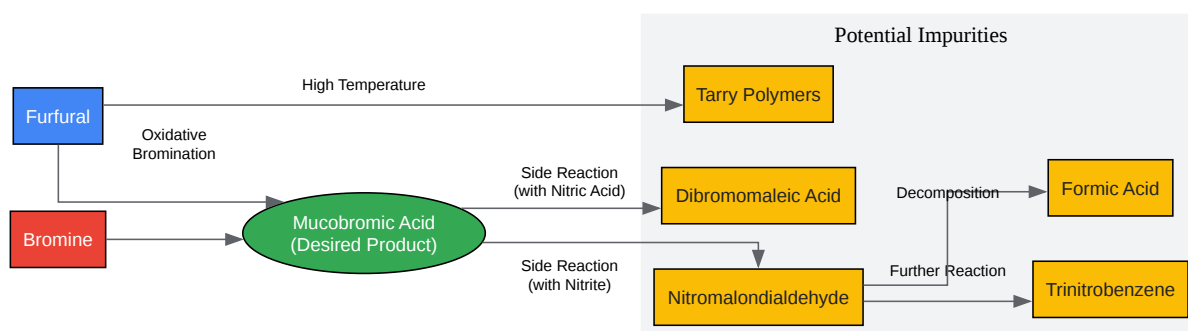 Potential Impurities
High Temperature
Tarry Polymers
Furfural
Oxidative
Bromination
Side Reaction
(with Nitric Acid)
Dibromomaleic Acid
Decomposition
Formic Acid
Bromine
Mucobromic Acid
(Desired Product)
Side Reaction
(with Nitrite)
Nitromalondialdehyde
Further Reaction
Trinitrobenzene